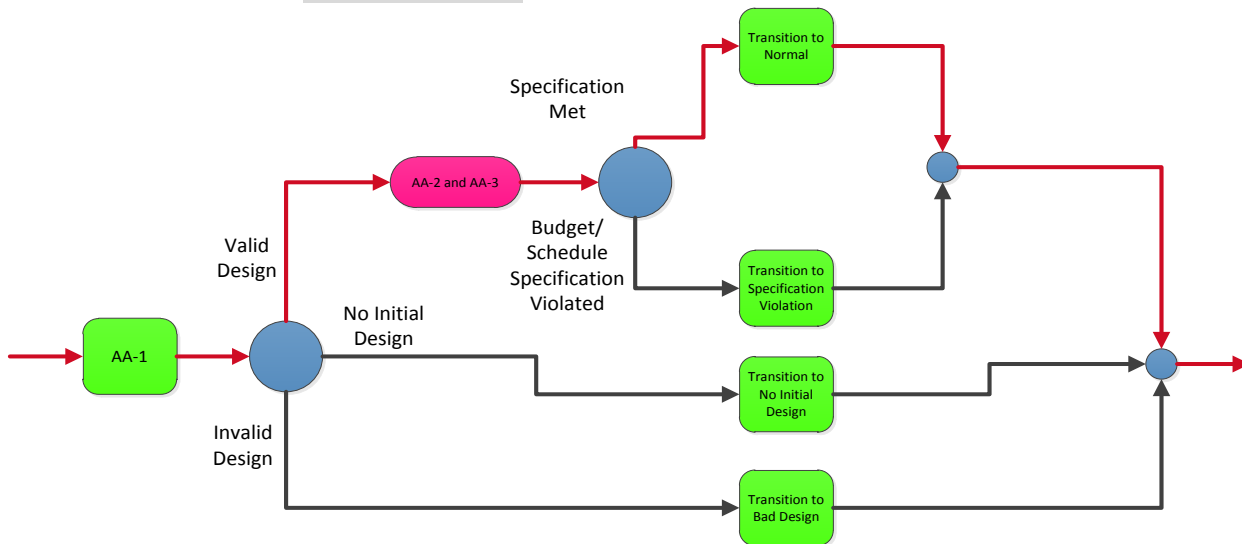 Transition to
Normal
Specification
Met
AA-2 and AA-3
Valid
Design
Budget/
Schedule
Specification
Violated
Transition to
Specification
Violation
No Initial
Design
AA-1
Transition to
No Initial
Design
Invalid
Design
Transition to
Bad Design